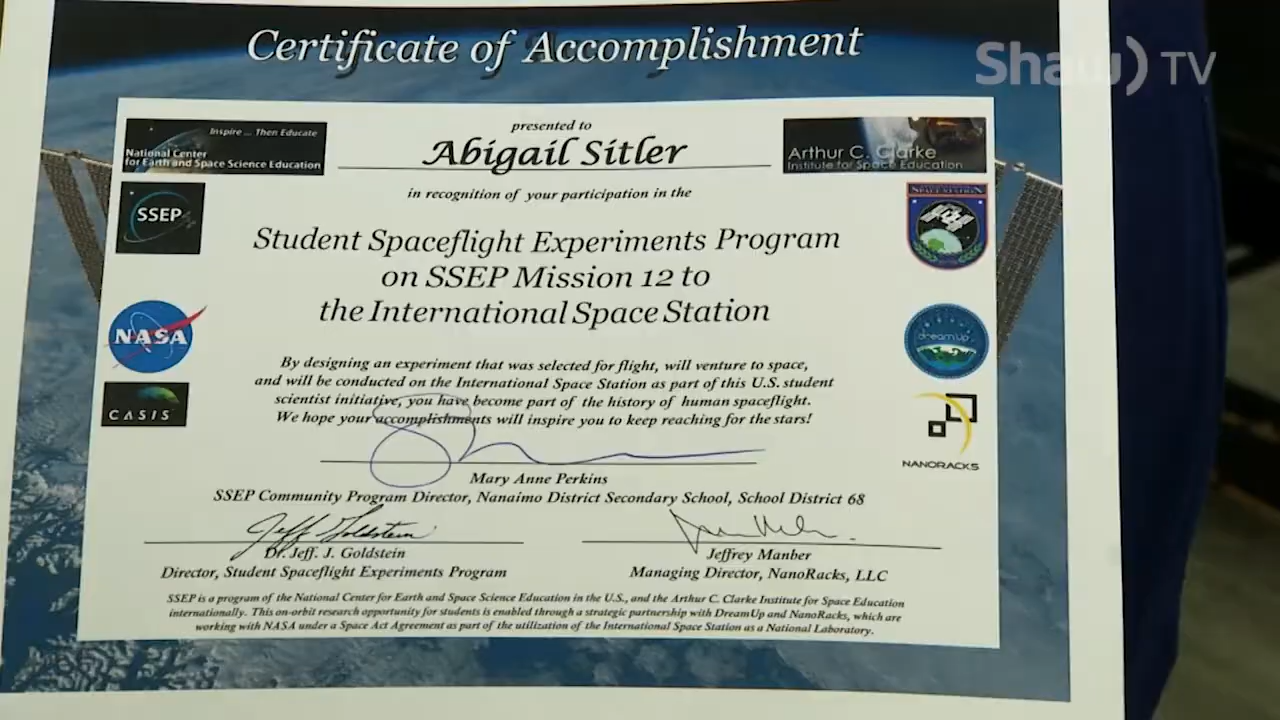 Certificate of Accomplishment
Shaw) TV
Inspire ... Then Educate
National Center
for Earth and Space Science Education
presented to
Abigail Sitler
Arthur C. Clarke
Institute for Space Education
in recognition of your participation in the
SSEP
SPACE STATION
Student Spaceflight Experiments Program
on SSEP Mission 12 to
the International Space Station
NASA
dreamUp
By designing an experiment that was selected for flight, will venture to space,
and will be conducted on the International Space Station as part of this U.S. student
scientist initiative, you have become part of the history of human spaceflight.
We hope your accomplishments will inspire you to keep reaching for the stars!
CASIS
NANORACKS
Mary Anne Perkins
SSEP Community Program Director, Nanaimo District Secondary School, School District 68
Jeff Goldstein
Dr. Jeff. J. Goldstein
Director, Student Spaceflight Experiments Program
Jeffrey Manber
Managing Director, NanoRacks, LLC
SSEP is a program of the National Center for Earth and Space Science Education in the U.S., and the Arthur C. Clarke Institute for Space Education
internationally. This on-orbit research opportunity for students is enabled through a strategic partnership with DreamUp and NanoRacks, which are
working with NASA under a Space Act Agreement as part of the utilization of the International Space Station as a National Laboratory.